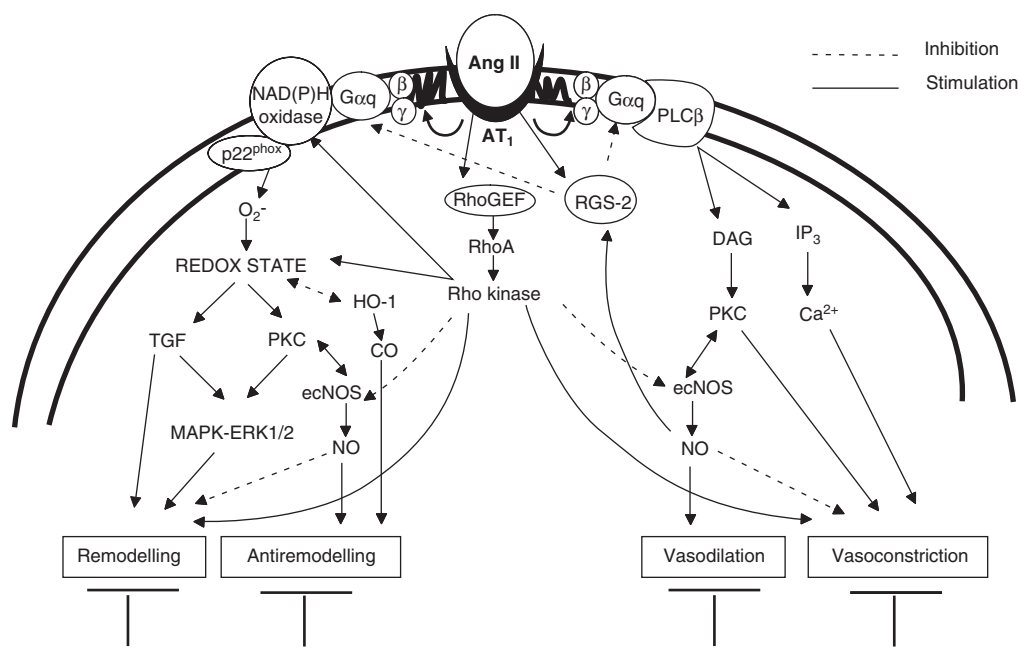 Ang II
Inhibition
Stimulation
NAD(P)H
oxidase
Gαq
β
γ
β
γ
Gαq
PLCβ
AT₁
p22ᵖʰᵒˣ
RhoGEF
RGS-2
O₂⁻
RhoA
DAG
IP₃
REDOX STATE
HO-1
Rho kinase
TGF
PKC
CO
PKC
Ca²⁺
ecNOS
ecNOS
MAPK-ERK1/2
NO
NO
Remodelling
Antiremodelling
Vasodilation
Vasoconstriction